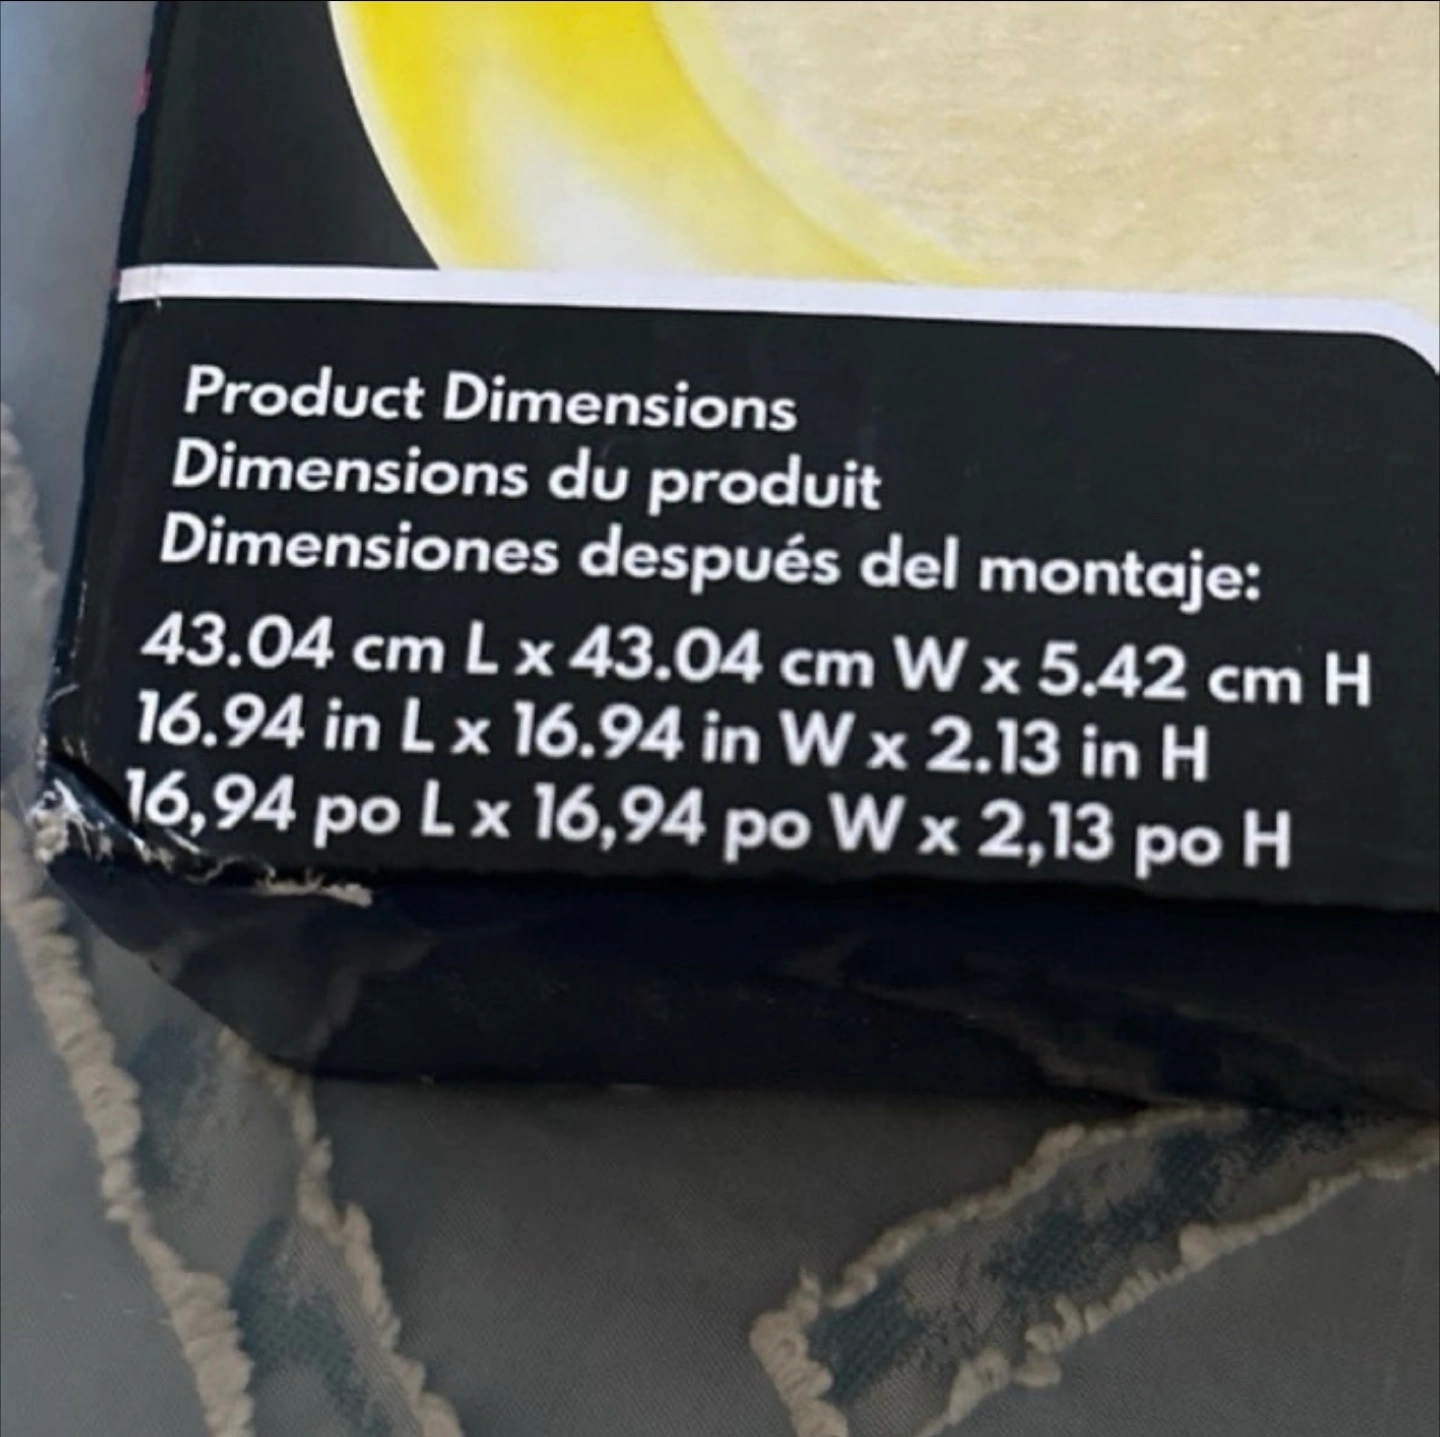 Product Dimensions
Dimensions du produit
Dimensiones después del montaje:
43.04 cm L x 43.04 cm W x 5.42 cm H
16.94 in L x 16.94 in W x 2.13 in H
16,94 po L x 16,94 po W x 2,13 po H